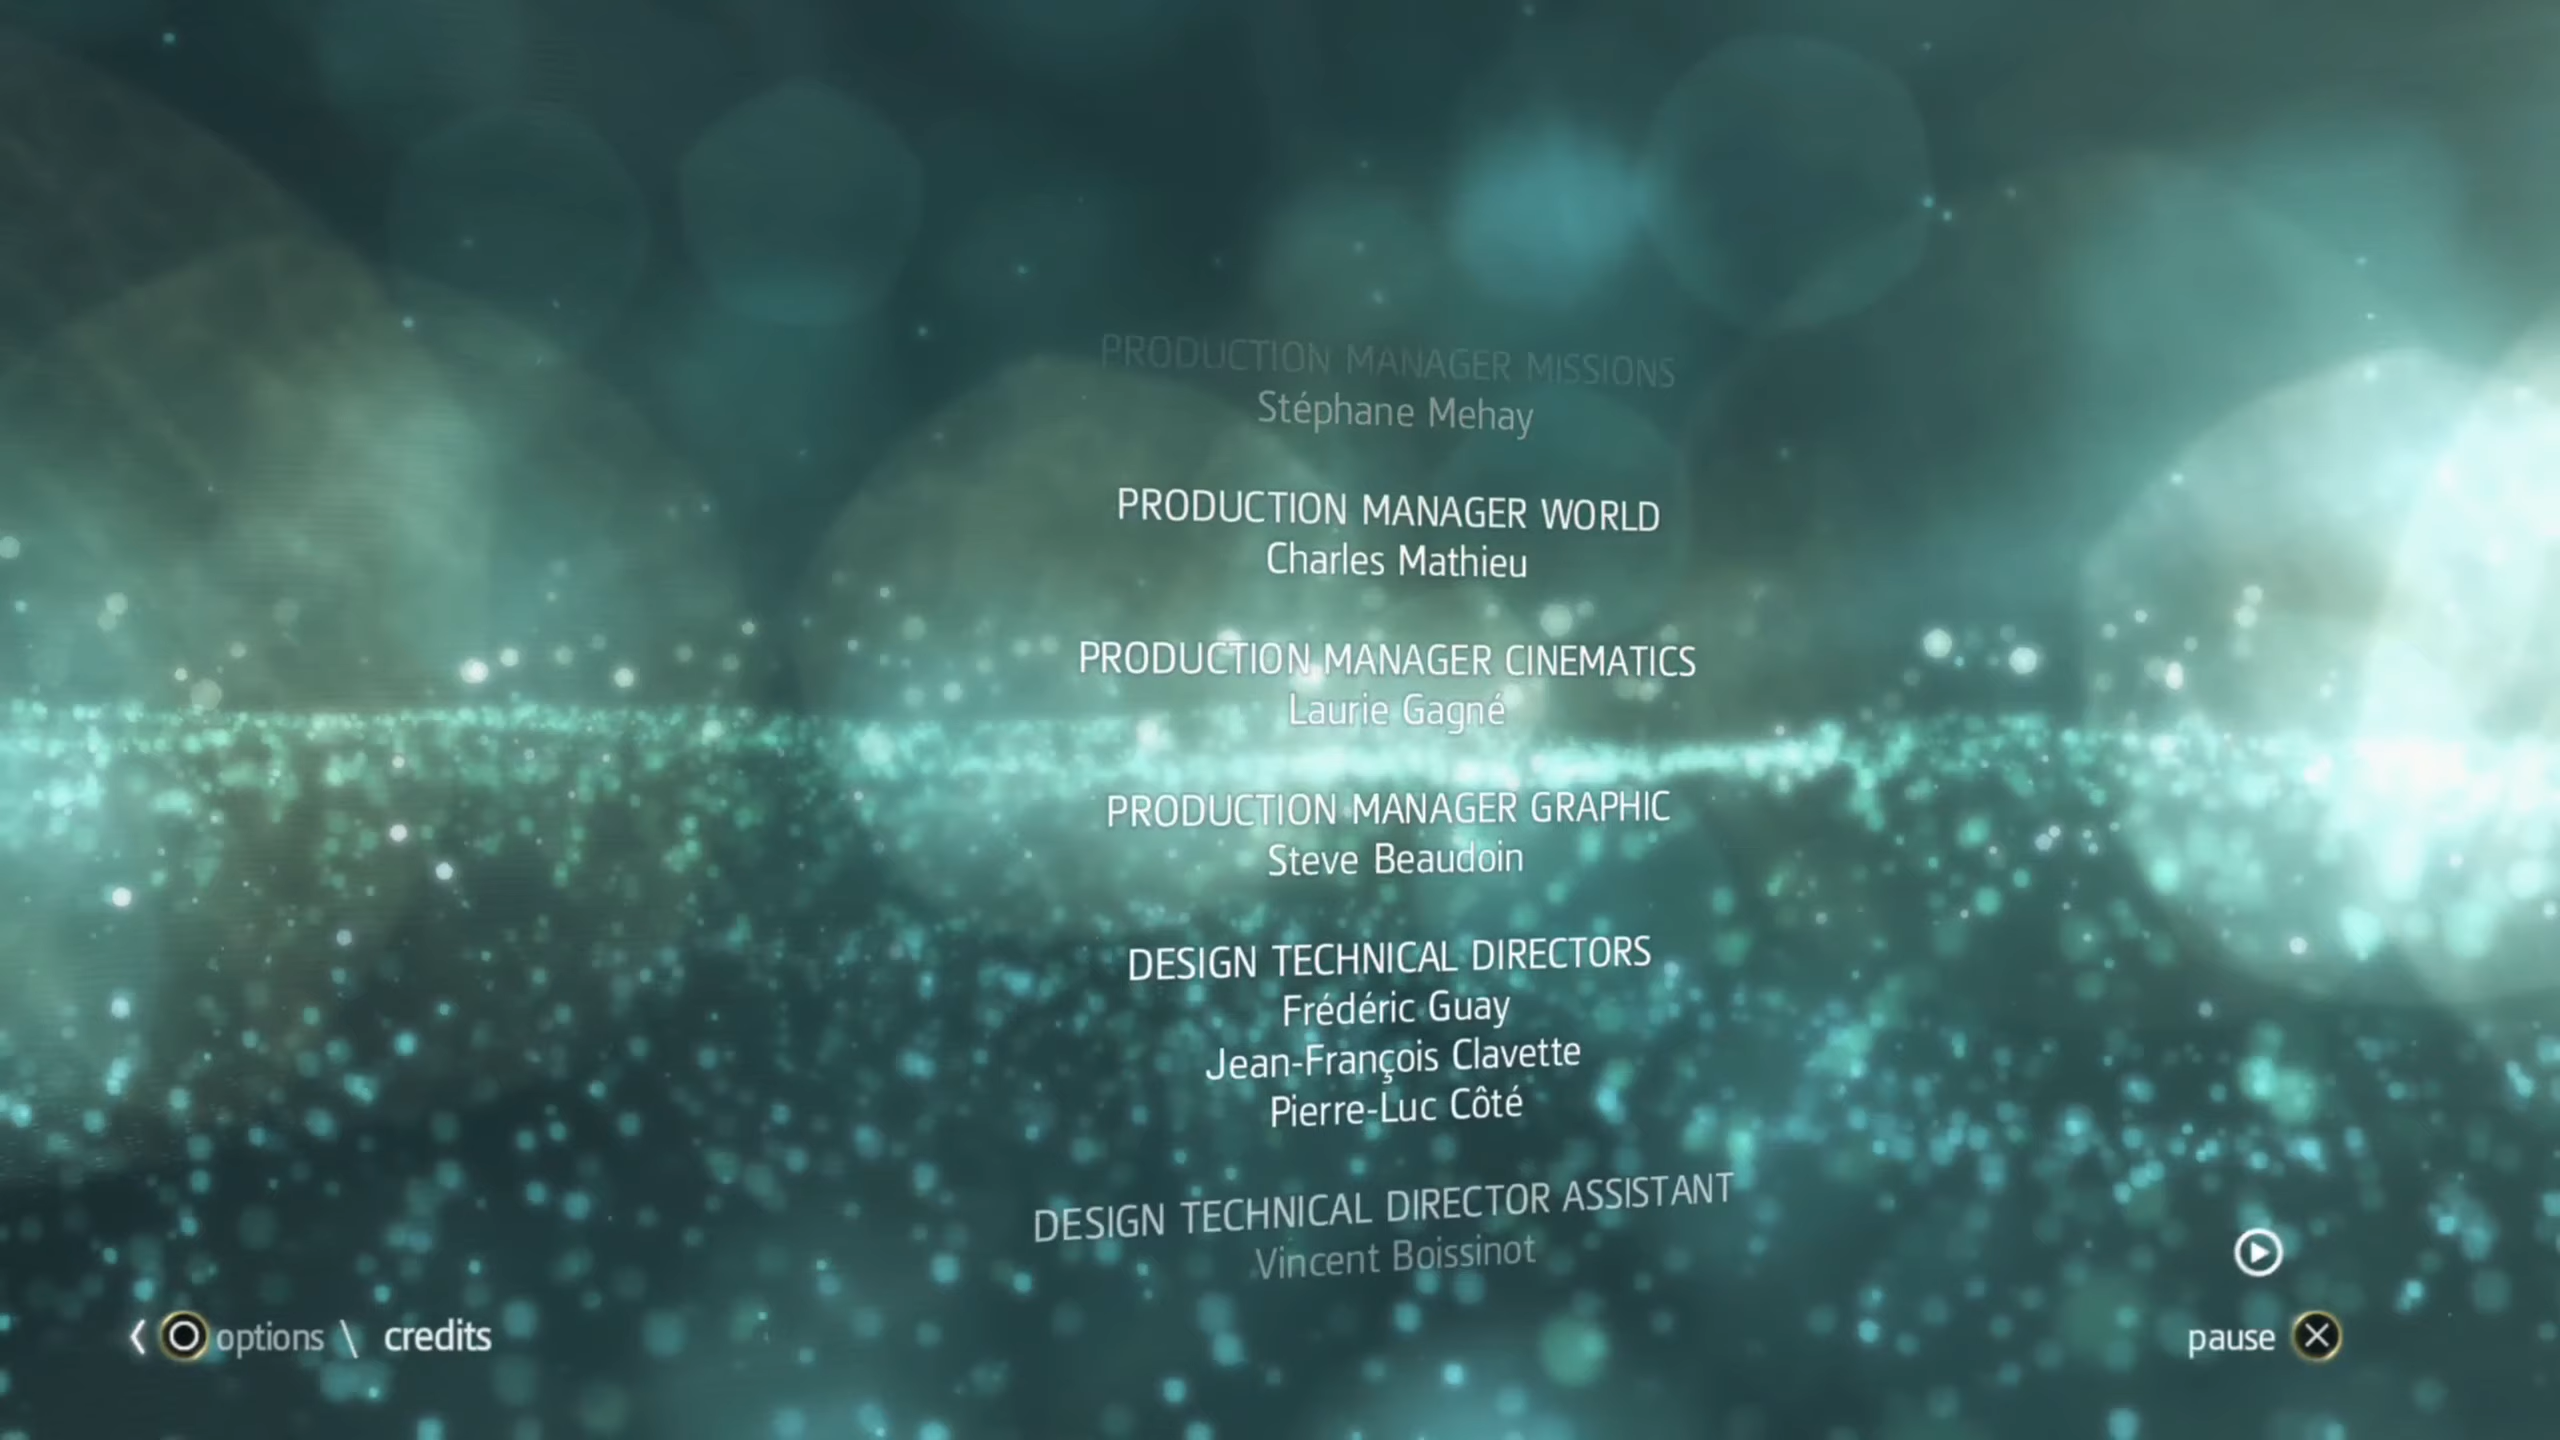 PRODUCTION MANAGER MISSIONS
Stéphane Mehay
PRODUCTION MANAGER WORLD
Charles Mathieu
PRODUCTION MANAGER CINEMATICS
Laurie Gagné
PRODUCTION MANAGER GRAPHIC
Steve Beaudoin
DESIGN TECHNICAL DIRECTORS
Frédéric Guay
Jean-François Clavette
Pierre-Luc Côté
DESIGN TECHNICAL DIRECTOR ASSISTANT
Vincent Boissinot
options \ credits
pause